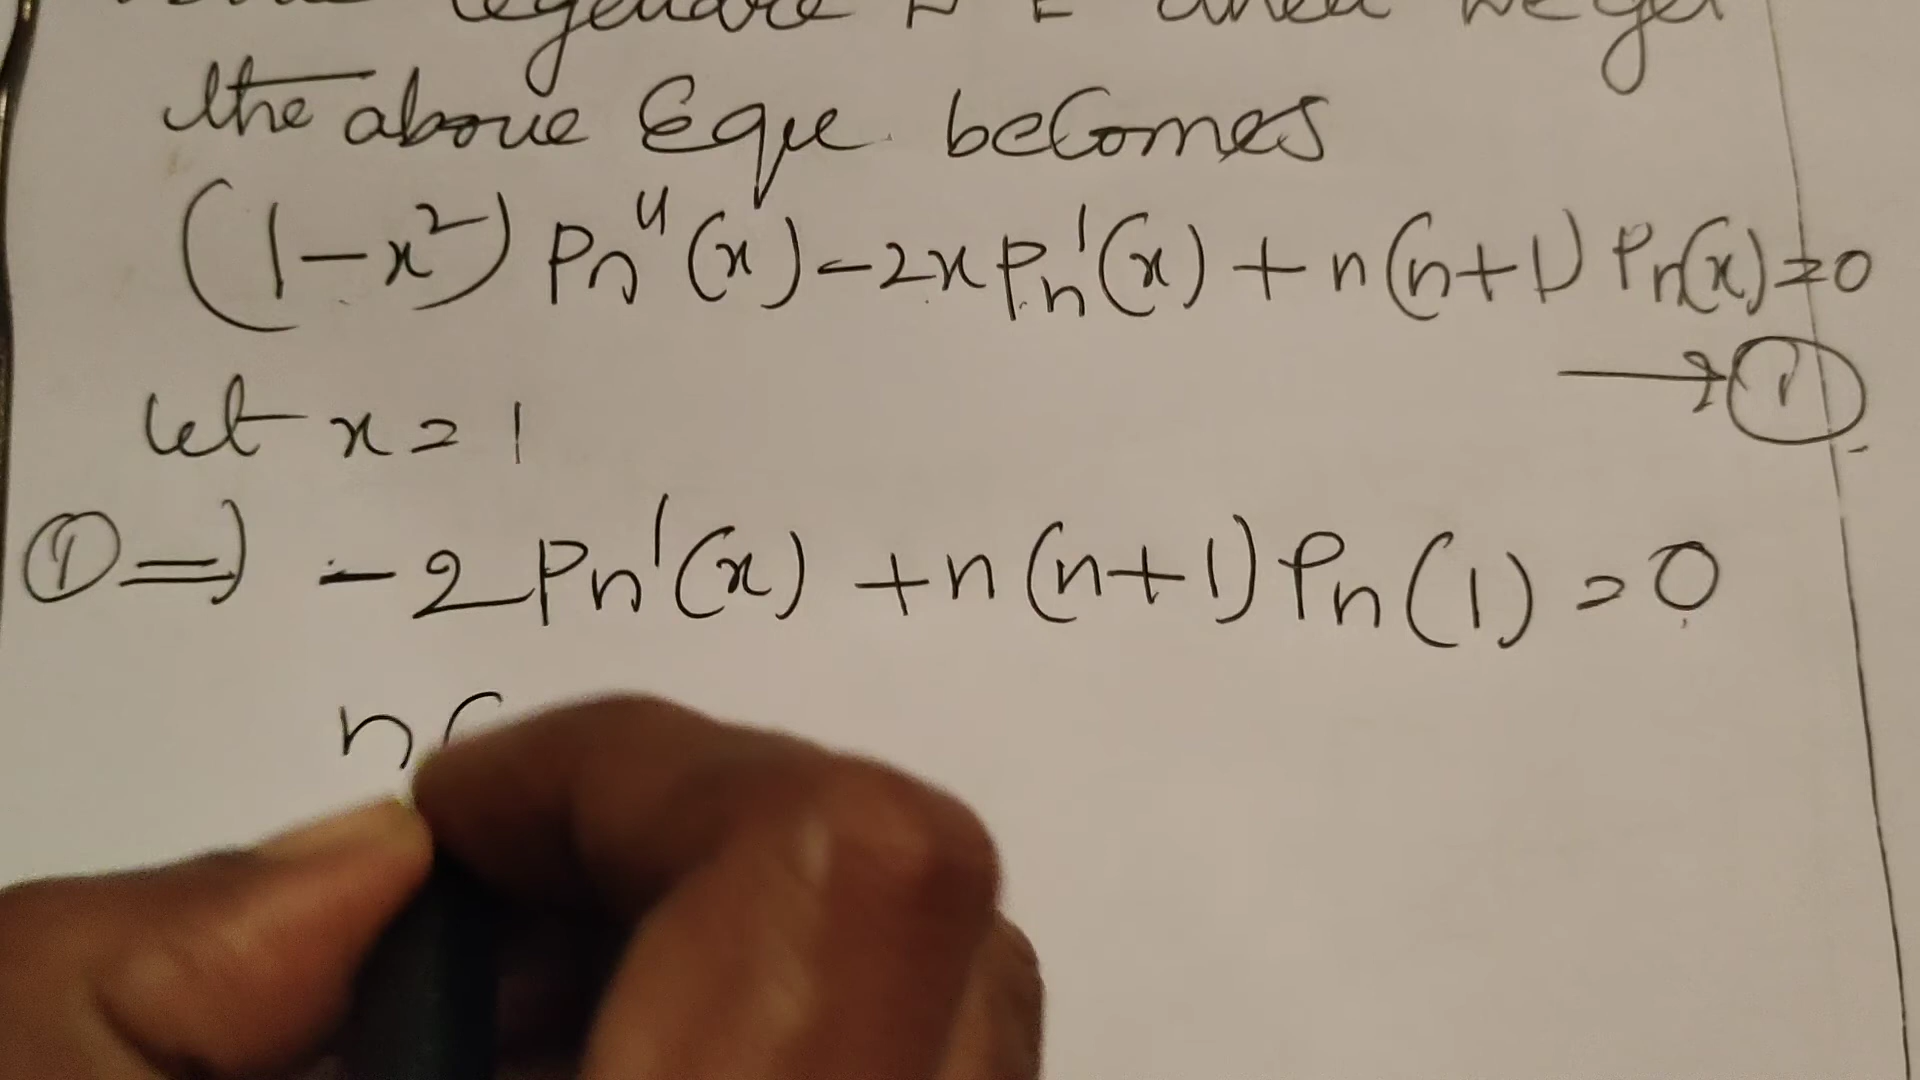 the above Eqn becomes
(1-x²) Pn''(x) -2x Pn'(x) + n(n+1) Pn(x) = 0
→ ①
let x = 1
① ⇒ -2 Pn'(x) + n(n+1) Pn(1) = 0
n(